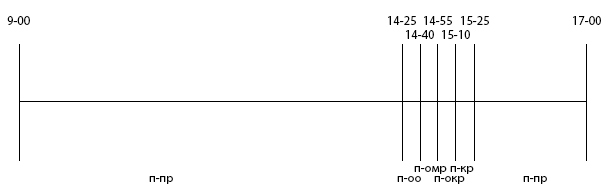 9-00 14-25 14-55 15-25 17-00
14-40 15-10
п-омр п-кр
п-пр п-оо п-окр п-пр